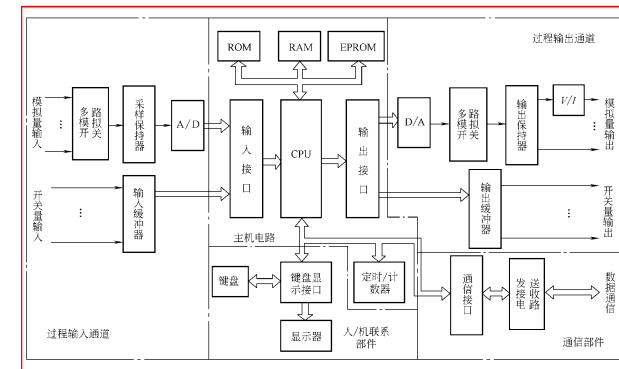 ROM
RAM
EPROM
过程输出通道
模拟量输入
多路模拟开关
采样保持器
A/D
输入接口
CPU
输出接口
D/A
多路模拟开关
输出保持器
V/I
模拟量输出
开关量输入
输入缓冲器
输出缓冲器
开关量输出
主机电路
键盘
键盘显示接口
定时/计数器
通信接口
发送接收电路
数据通信
显示器
过程输入通道
人/机联系部件
通信部件